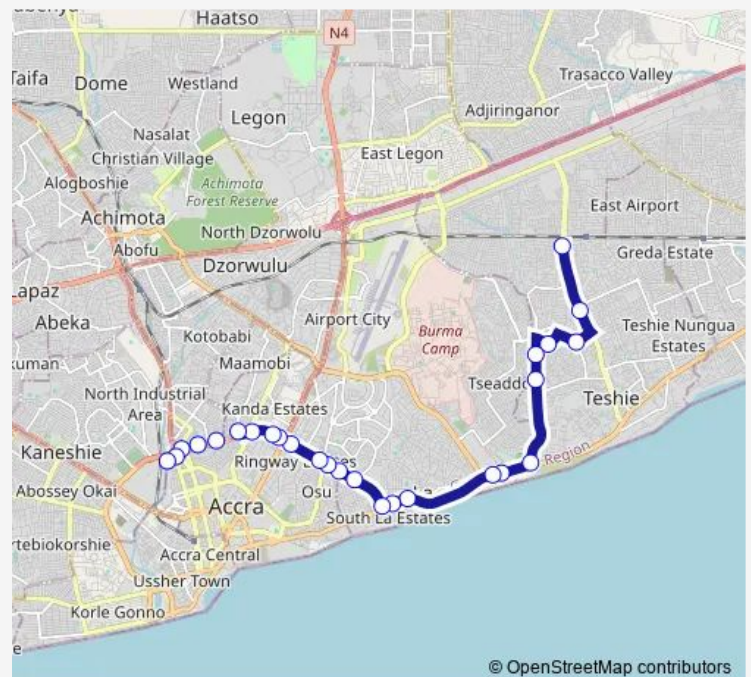 Haatso
N4
Taifa
Dome
Westland
Trasacco Valley
Legon
Adjiringanor
Nasalat
Christian Village
East Legon
Alogboshie
Achimota
Forest Reserve
East Airport
Achimota
North Dzorwolu
Abofu
Greda Estate
Dzorwulu
Lapaz
Airport City
Abeka
Burma
Camp
Teshie Nungua
Estates
Kotobabi
Maamobi
Tseaddo
North Industrial
Area
Teshie
Kanda Estates
Kaneshie
Region
Ringway Estates
Abossey Okai
Osu
Accra
South La Estates
Accra Central
Ussher Town
Korle Gonno
© OpenStreetMap contributors